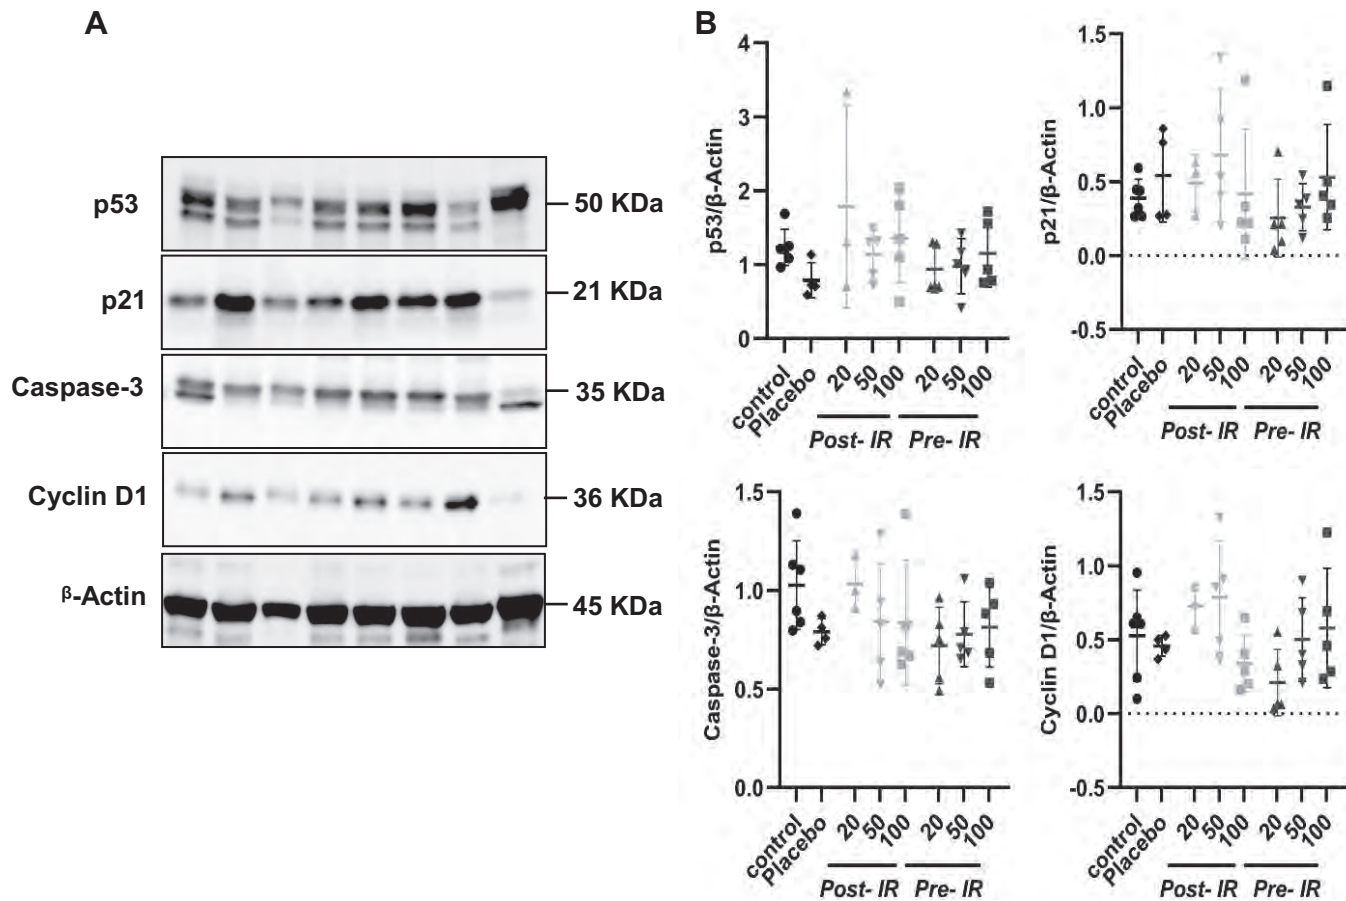 A
p53
50 KDa
p21
21 KDa
Caspase-3
35 KDa
Cyclin D1
36 KDa
β-Actin
45 KDa
B
p53/β-Actin
4
3
2
1
0
control
Placebo
20
50
100
20
50
100
Post- IR
Pre- IR
p21/β-Actin
1.5
1.0
0.5
0.0
-0.5
control
Placebo
20
50
100
20
50
100
Post- IR
Pre- IR
Caspase-3/β-Actin
1.5
1.0
0.5
0.0
control
Placebo
20
50
100
20
50
100
Post- IR
Pre- IR
Cyclin D1/β-Actin
1.5
1.0
0.5
0.0
-0.5
control
Placebo
20
50
100
20
50
100
Post- IR
Pre- IR